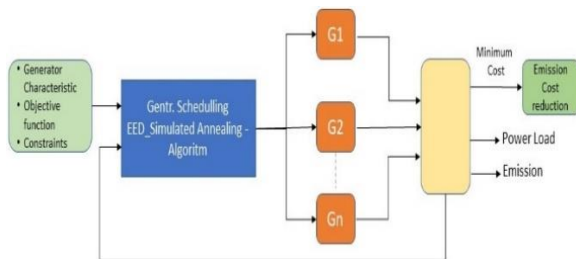 Generator
Characteristic
Objective
function
Constraints
Gentr. Schedulling
EED_Simulated Annealing -
Algoritm
G1
G2
Gn
Minimum
Cost
Emission
Cost
reduction
Power Load
Emission